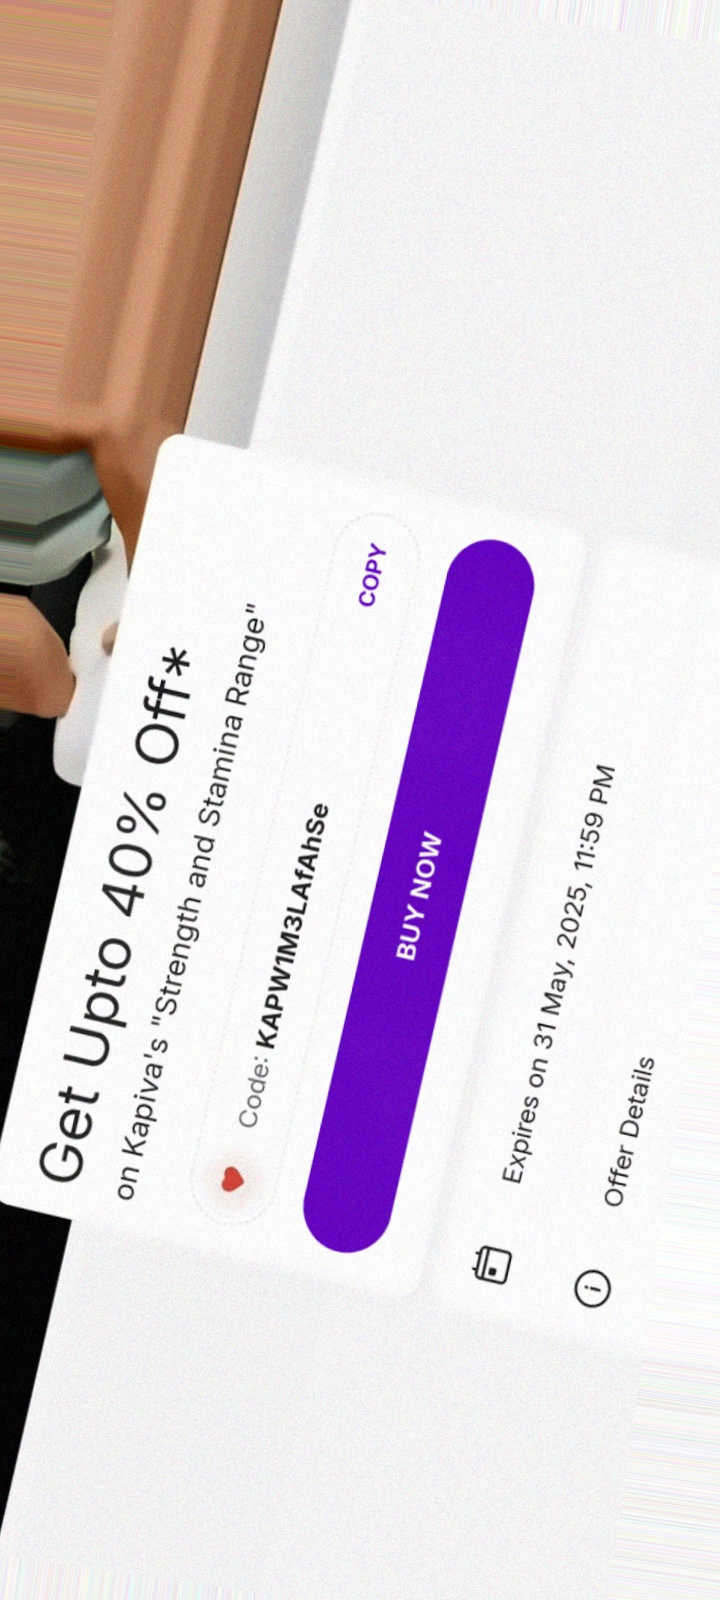 Get Upto 40% Off*
on Kapiva's "Strength and Stamina Range"
Code: KAPW1M3LAfAhSe
COPY
BUY NOW
Expires on 31 May, 2025, 11:59 PM
Offer Details